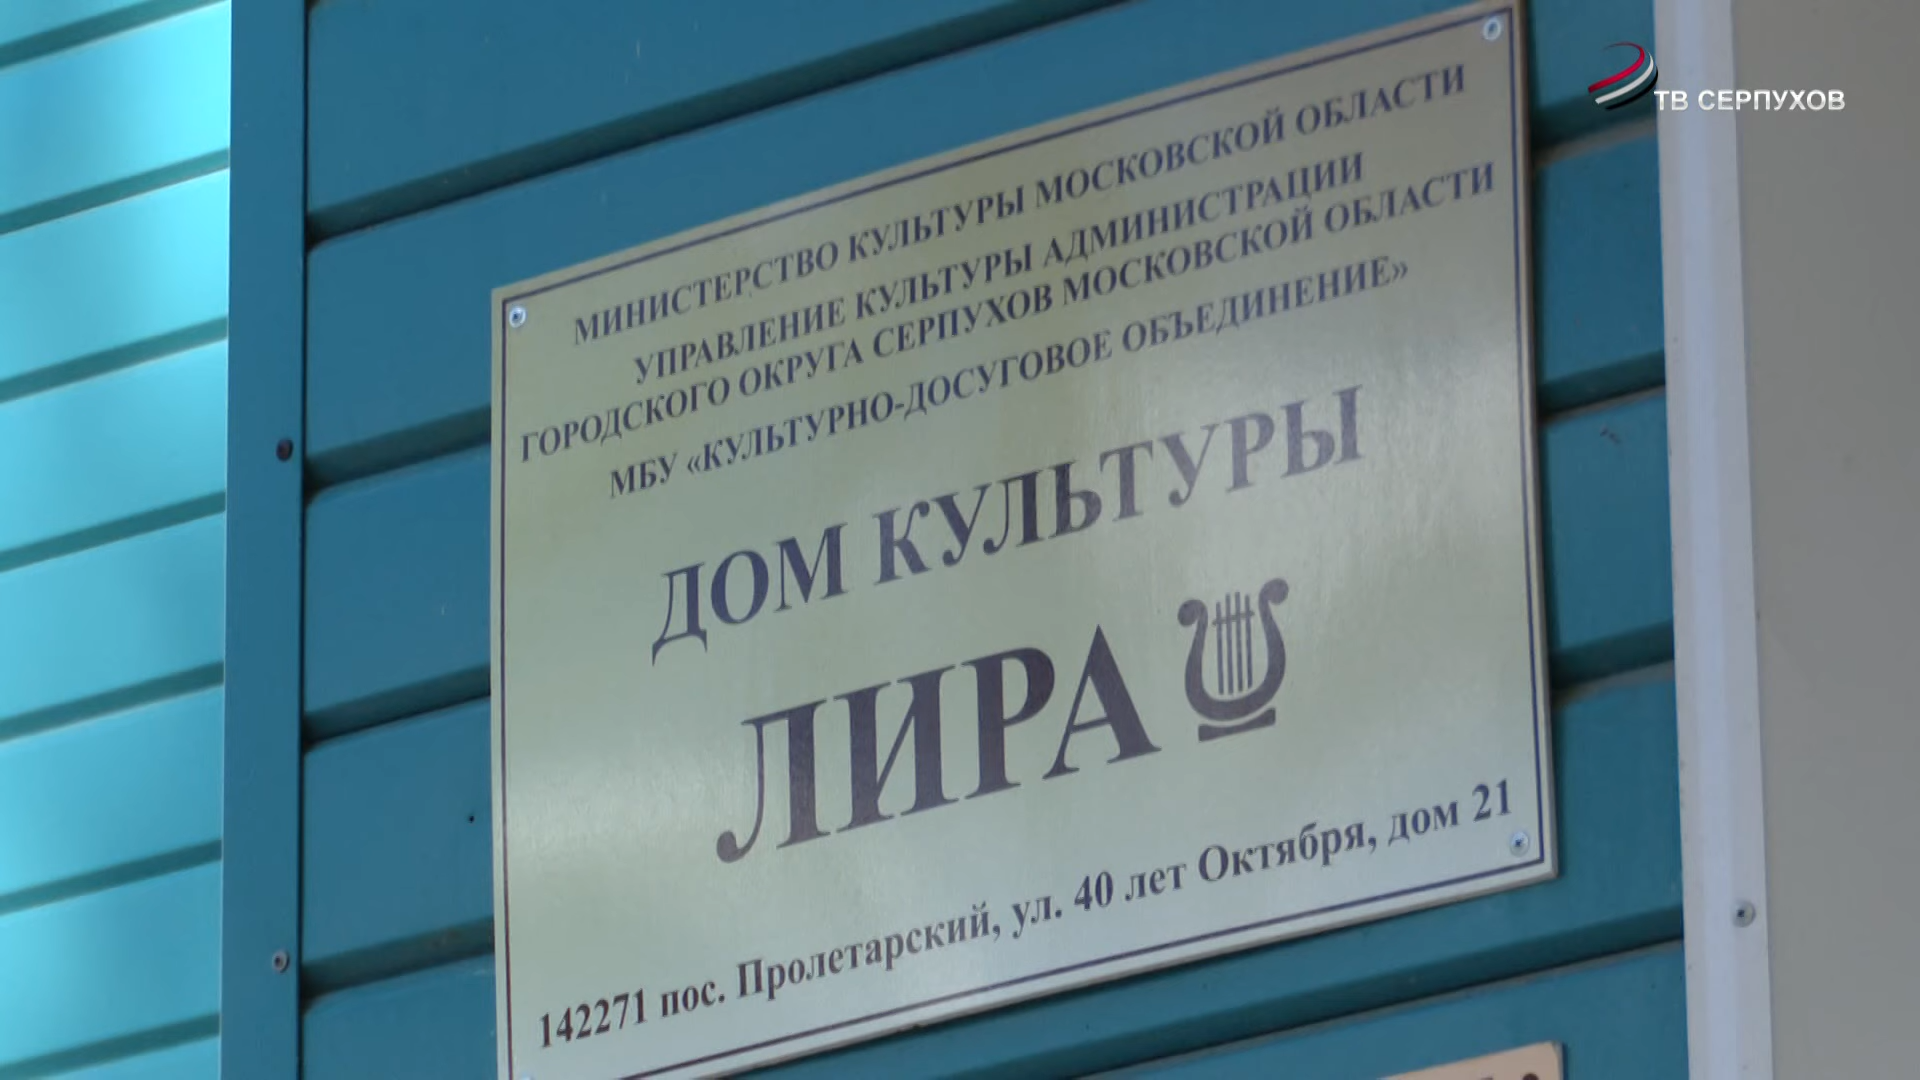 ТВ СЕРПУХОВ
МИНИСТЕРСТВО КУЛЬТУРЫ МОСКОВСКОЙ ОБЛАСТИ
УПРАВЛЕНИЕ КУЛЬТУРЫ АДМИНИСТРАЦИИ
ГОРОДСКОГО ОКРУГА СЕРПУХОВ МОСКОВСКОЙ ОБЛАСТИ
МБУ «КУЛЬТУРНО-ДОСУГОВОЕ ОБЪЕДИНЕНИЕ»
ДОМ КУЛЬТУРЫ
ЛИРА
142271 пос. Пролетарский, ул. 40 лет Октября, дом 21